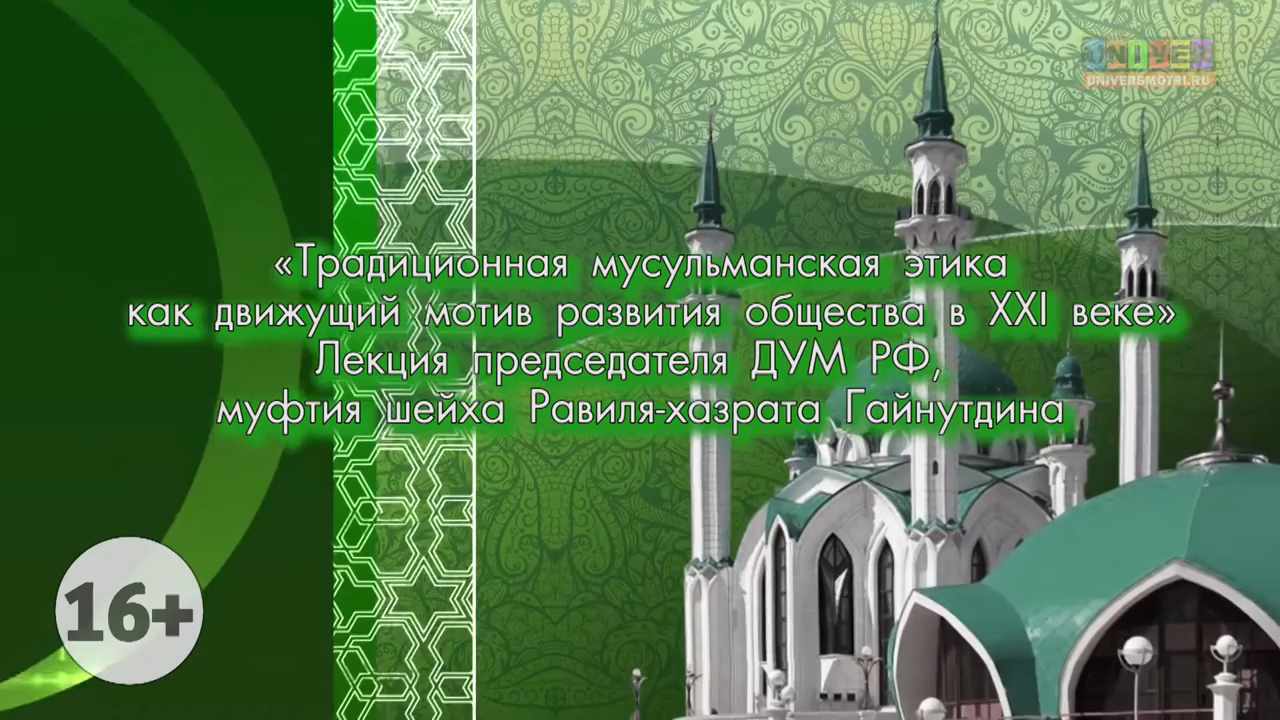 UNIVER
UNIVERSMOTRI.RU
«Традиционная мусульманская этика
как движущий мотив развития общества в XXI веке»
Лекция председателя ДУМ РФ,
муфтия шейха Равиля-хазрата Гайнутдина
16+